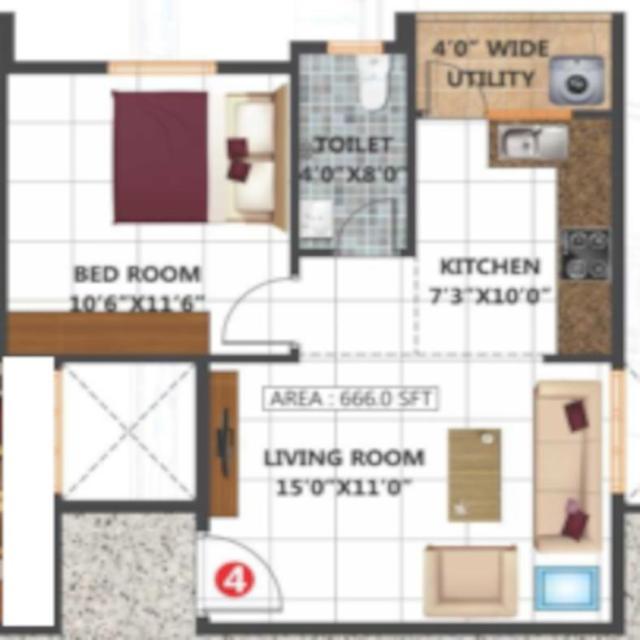 4'0" WIDE
UTILITY
TOILET
4'0"X8'0"
BED ROOM
10'6"X11'6"
KITCHEN
7'3"X10'0"
AREA : 666.0 SFT
LIVING ROOM
15'0"X11'0"
4